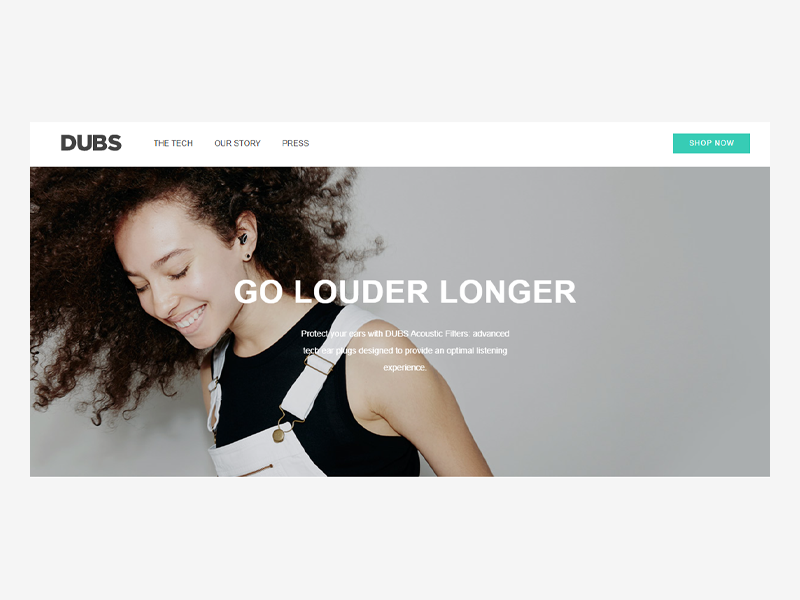 DUBS
THE TECH
OUR STORY
PRESS
SHOP NOW
GO LOUDER LONGER
Protect your ears with DUBS Acoustic Filters: advanced
tech ear plugs designed to provide an optimal listening
experience.